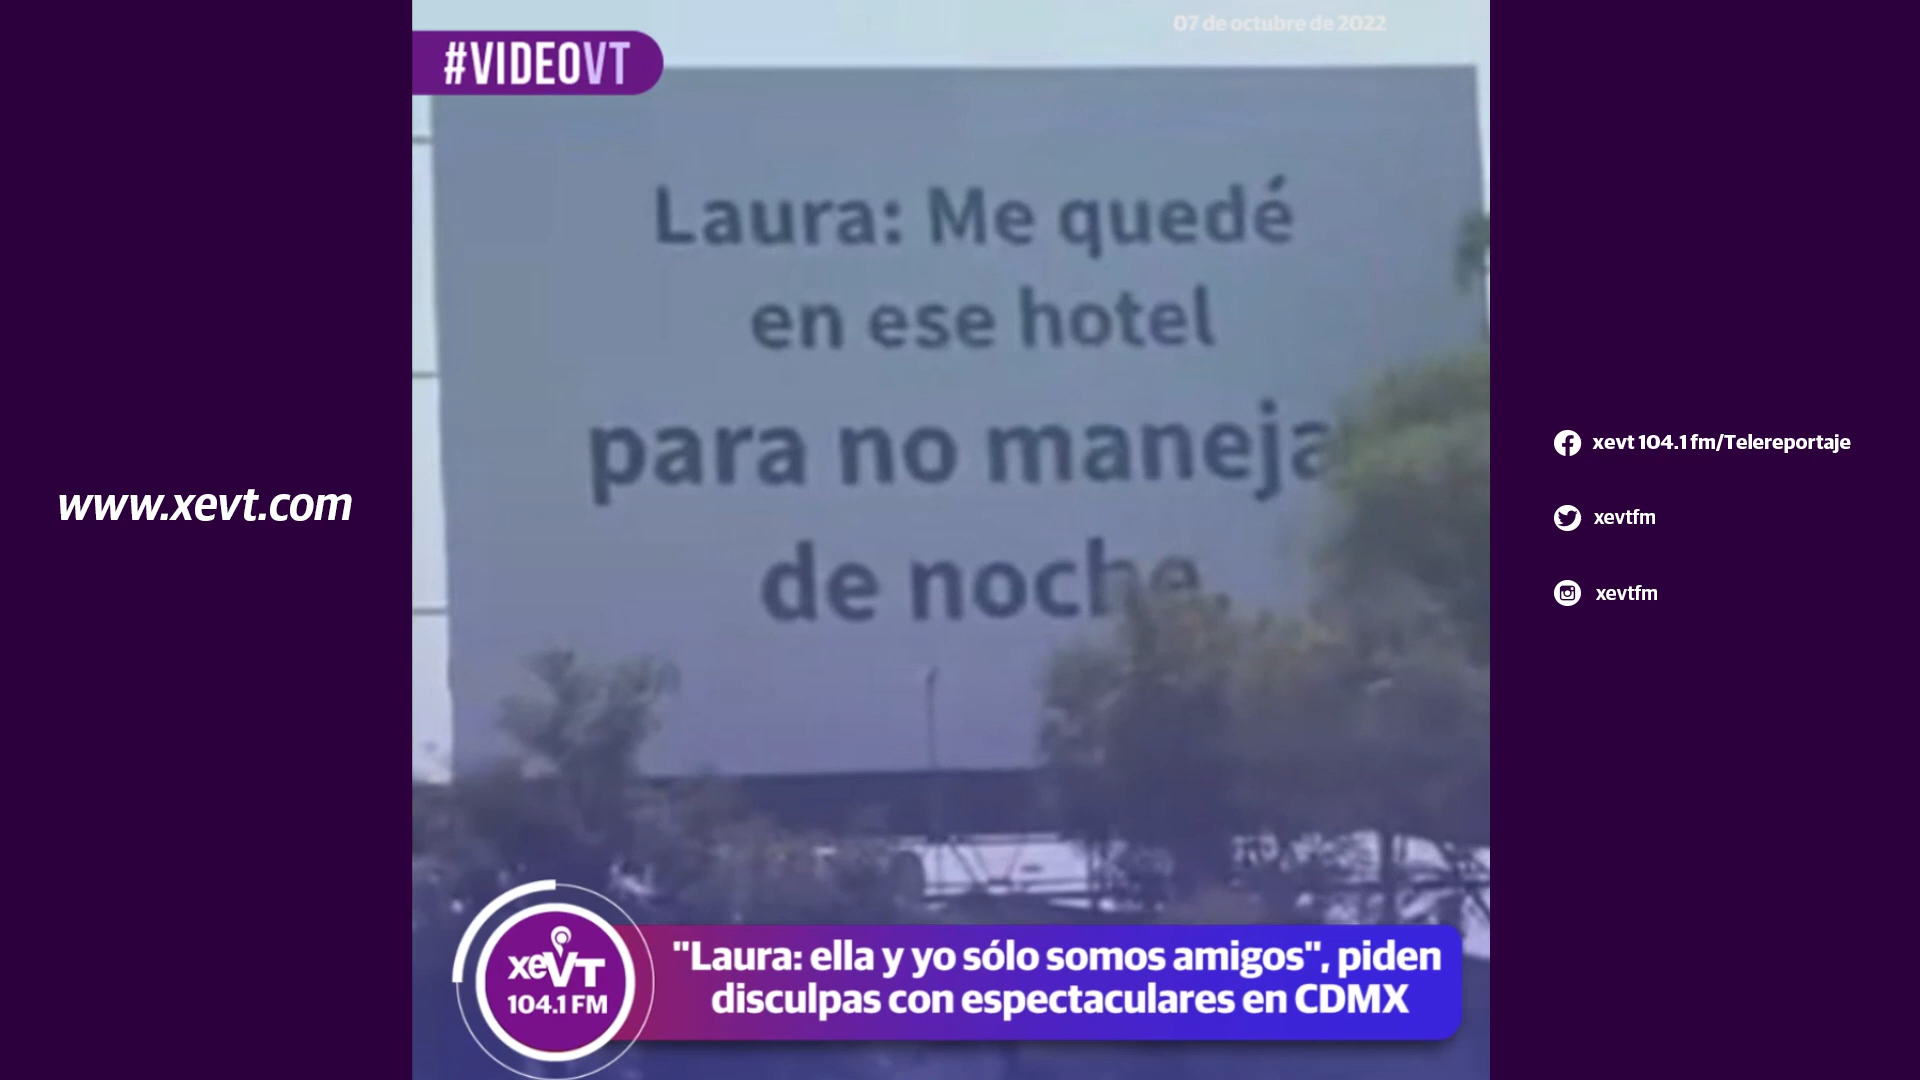 07 de octubre de 2022
#VIDEOVT
Laura: Me quedé
en ese hotel
para no maneja
de noche.
www.xevt.com
xevt 104.1 fm/Telereportaje
xevtfm
xevtfm
xeVT
104.1 FM
"Laura: ella y yo sólo somos amigos", piden
disculpas con espectaculares en CDMX